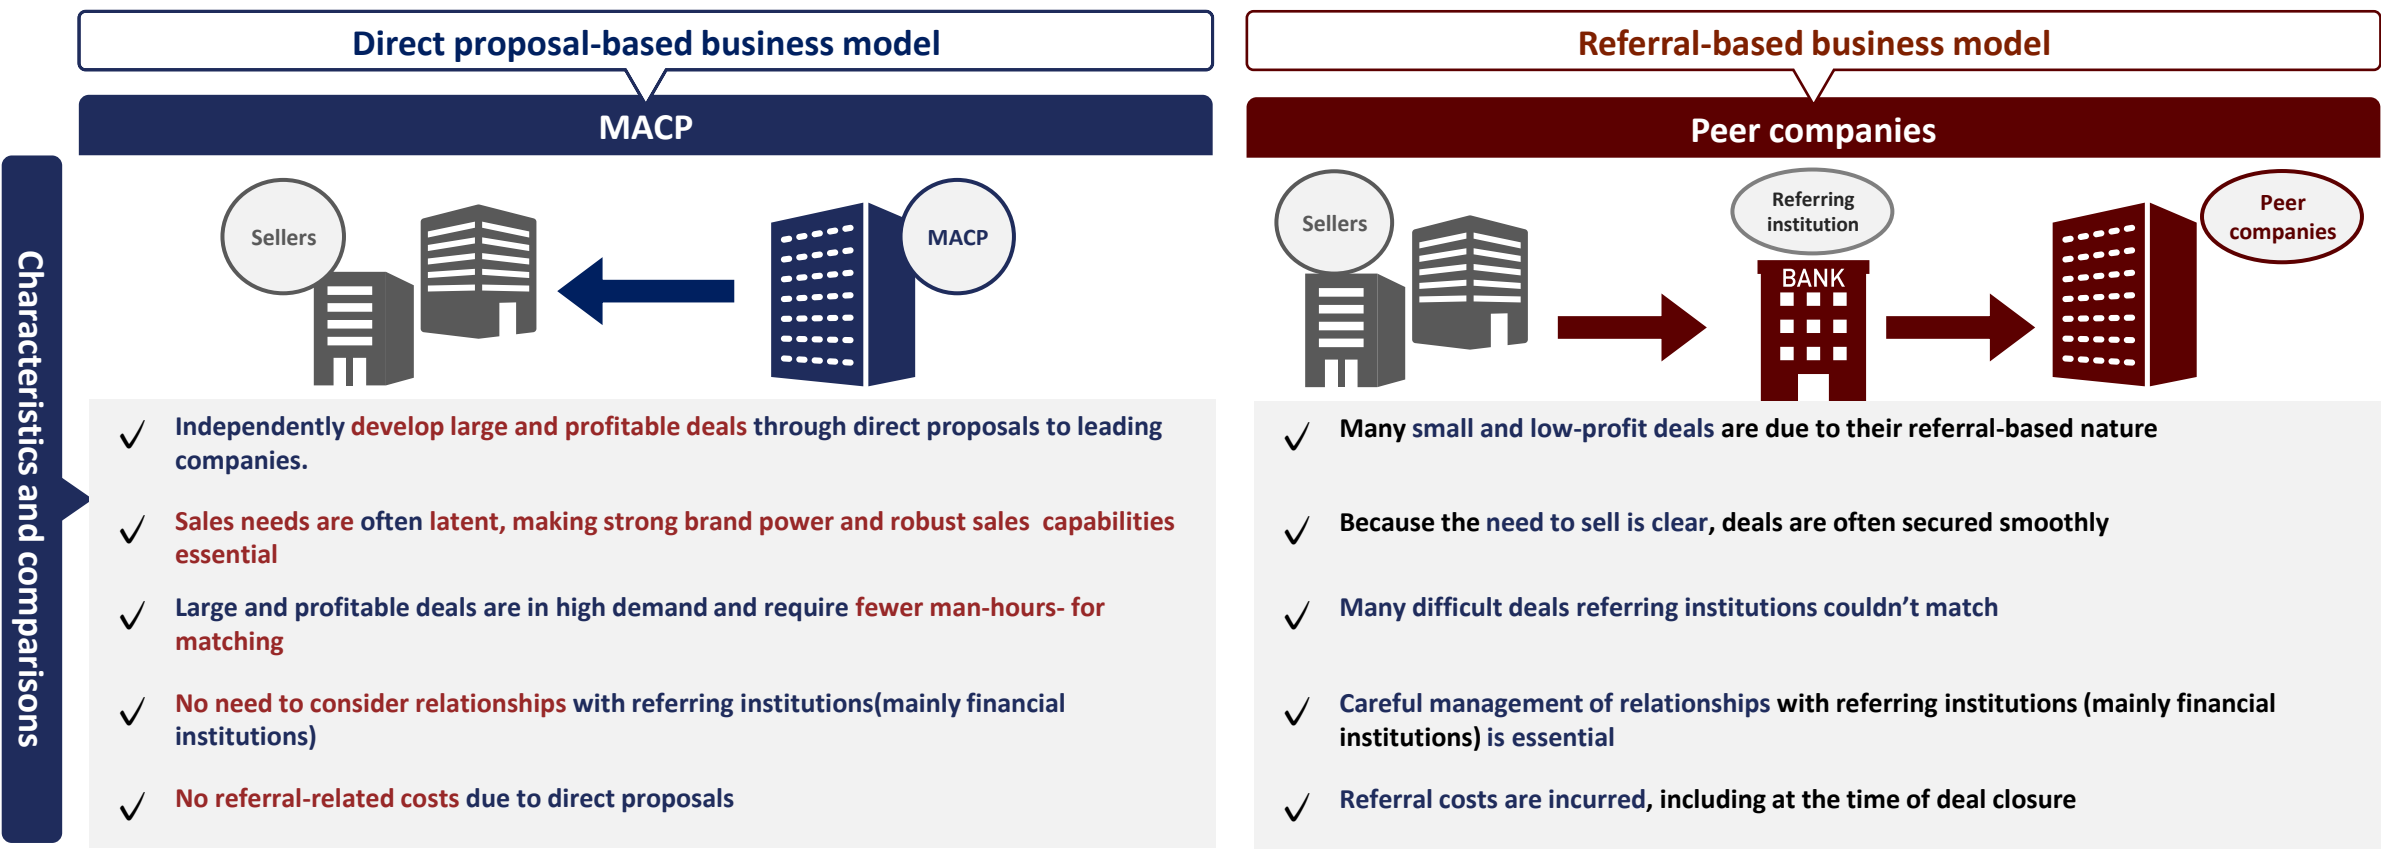 Direct proposal-based business model
MACP
Sellers
MACP
Independently develop large and profitable deals through direct proposals to leading
companies.
Sales needs are often latent, making strong brand power and robust sales  capabilities
essential
Large and profitable deals are in high demand and require fewer man-hours- for
matching
No need to consider relationships with referring institutions(mainly financial
institutions)
No referral-related costs due to direct proposals
Referral-based business model
Peer companies
Sellers
Referring
institution
BANK
Peer
companies
Many small and low-profit deals are due to their referral-based nature
Because the need to sell is clear, deals are often secured smoothly
Many difficult deals referring institutions couldn’t match
Careful management of relationships with referring institutions (mainly financial
institutions) is essential
Referral costs are incurred, including at the time of deal closure
Characteristics and comparisons